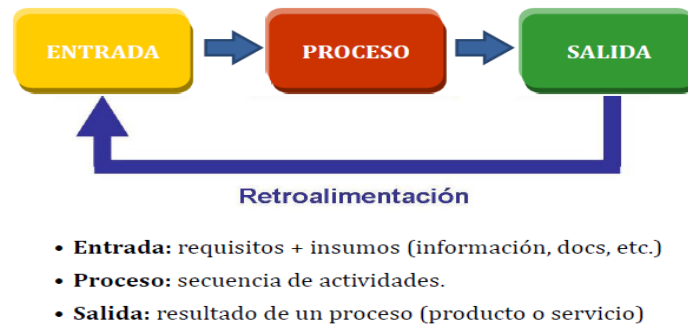 ENTRADA
PROCESO
SALIDA
Retroalimentación
• Entrada: requisitos + insumos (información, docs, etc.)
• Proceso: secuencia de actividades.
• Salida: resultado de un proceso (producto o servicio)